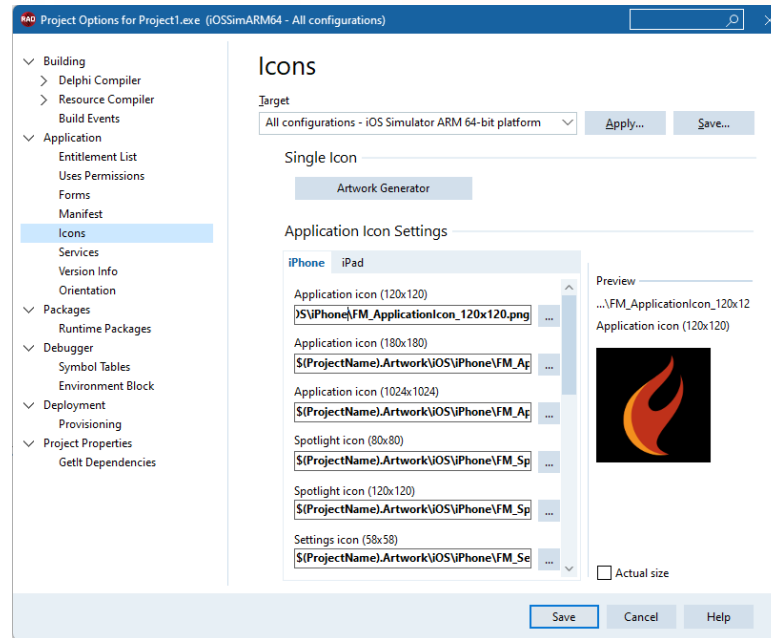 RAD Project Options for Project1.exe (iOSSimARM64 - All configurations)
Building
Delphi Compiler
Resource Compiler
Build Events
Application
Entitlement List
Uses Permissions
Forms
Manifest
Icons
Services
Version Info
Orientation
Packages
Runtime Packages
Debugger
Symbol Tables
Environment Block
Deployment
Provisioning
Project Properties
GetIt Dependencies
Icons
Target
All configurations - iOS Simulator ARM 64-bit platform
Apply...
Save...
Single Icon
Artwork Generator
Application Icon Settings
iPhone iPad
Application icon (120x120)
OS\iPhone\FM_ApplicationIcon_120x120.png
...
Application icon (180x180)
$(ProjectName).Artwork\iOS\iPhone\FM_Ap
...
Application icon (1024x1024)
$(ProjectName).Artwork\iOS\iPhone\FM_Ap
...
Spotlight icon (80x80)
$(ProjectName).Artwork\iOS\iPhone\FM_Sp
...
Spotlight icon (120x120)
$(ProjectName).Artwork\iOS\iPhone\FM_Sp
...
Settings icon (58x58)
$(ProjectName).Artwork\iOS\iPhone\FM_Se
...
Preview
...\FM_ApplicationIcon_120x12
Application icon (120x120)
Actual size
Save
Cancel
Help